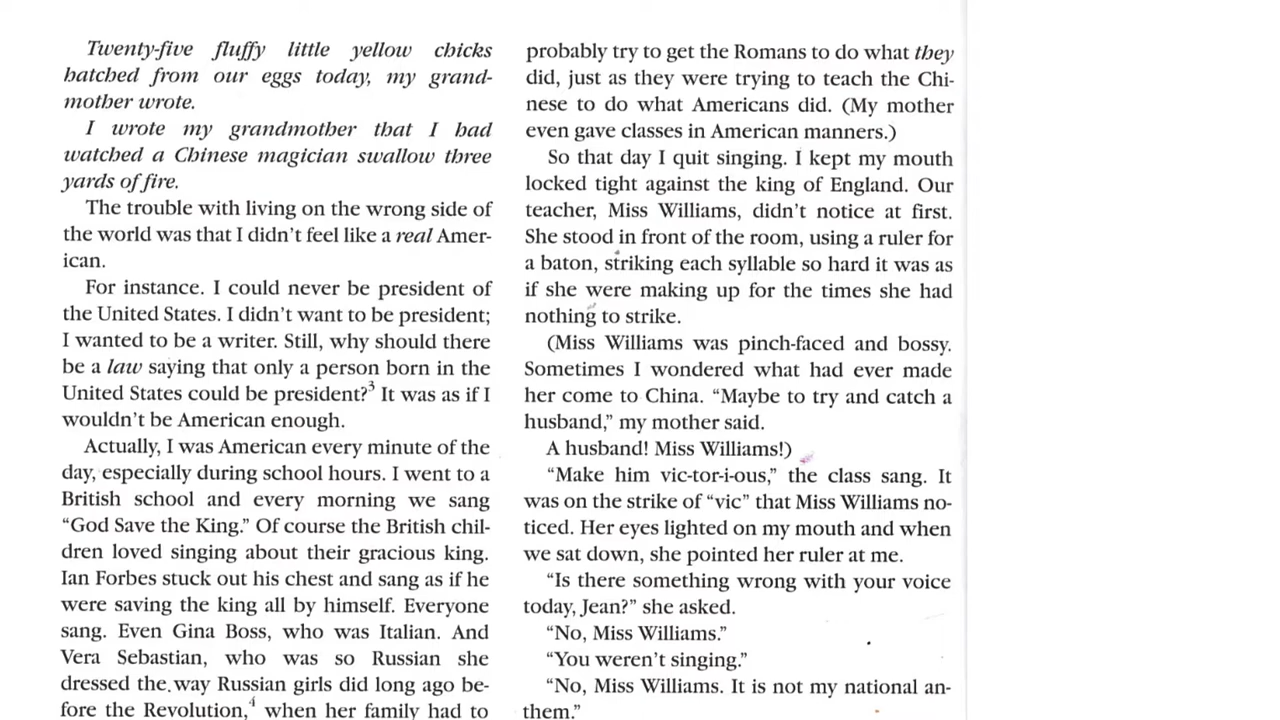 Twenty-five fluffy little yellow chicks
hatched from our eggs today, my grand-
mother wrote.
I wrote my grandmother that I had
watched a Chinese magician swallow three
yards of fire.
The trouble with living on the wrong side of
the world was that I didn't feel like a real Amer-
ican.
For instance. I could never be president of
the United States. I didn't want to be president;
I wanted to be a writer. Still, why should there
be a law saying that only a person born in the
United States could be president?3 It was as if I
wouldn't be American enough.
Actually, I was American every minute of the
day, especially during school hours. I went to a
British school and every morning we sang
"God Save the King." Of course the British chil-
dren loved singing about their gracious king.
Ian Forbes stuck out his chest and sang as if he
were saving the king all by himself. Everyone
sang. Even Gina Boss, who was Italian. And
Vera Sebastian, who was so Russian she
dressed the way Russian girls did long ago be-
fore the Revolution,4 when her family had to
probably try to get the Romans to do what they
did, just as they were trying to teach the Chi-
nese to do what Americans did. (My mother
even gave classes in American manners.)
So that day I quit singing. I kept my mouth
locked tight against the king of England. Our
teacher, Miss Williams, didn't notice at first.
She stood in front of the room, using a ruler for
a baton, striking each syllable so hard it was as
if she were making up for the times she had
nothing to strike.
(Miss Williams was pinch-faced and bossy.
Sometimes I wondered what had ever made
her come to China. "Maybe to try and catch a
husband," my mother said.
A husband! Miss Williams!)
"Make him vic-tor-i-ous," the class sang. It
was on the strike of "vic" that Miss Williams no-
ticed. Her eyes lighted on my mouth and when
we sat down, she pointed her ruler at me.
"Is there something wrong with your voice
today, Jean?" she asked.
"No, Miss Williams."
"You weren't singing."
"No, Miss Williams. It is not my national an-
them."